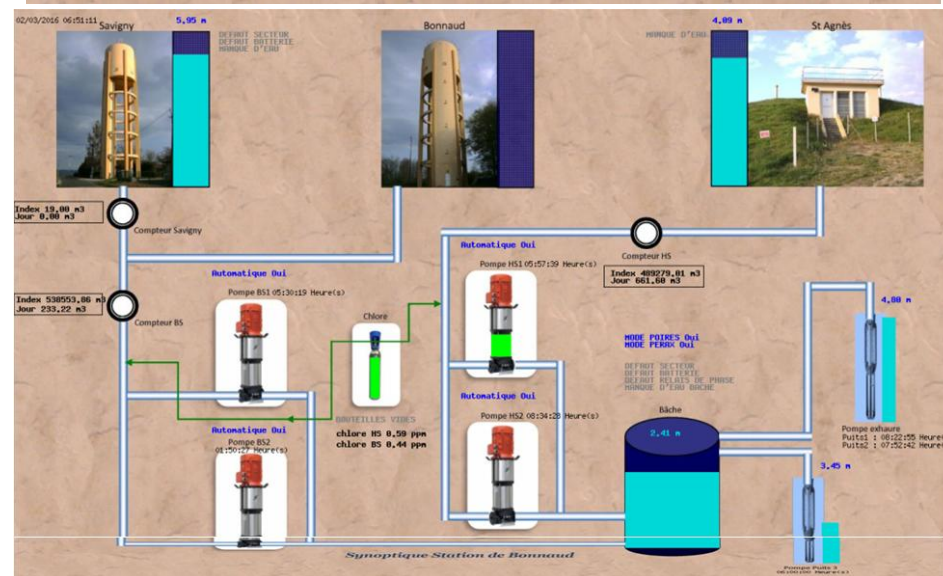 02/03/2016 06:51:11
Savigny
5,95 m
DEFAUT SECTEUR
DEFAUT BATTERIE
MANQUE D'EAU
Bonnaud
MANQUE D'EAU
4,09 m
St Agnès
Index 19,00 m3
Jour 0,00 m3
Compteur Savigny
Index 538553,86 m3
Jour 233,22 m3
Compteur BS
Automatique Oui
Pompe BS1 05:30:19 Heure(s)
Automatique Oui
Pompe BS2
01:50:27 Heure(s)
Chlore
BOUTEILLES VIDES
chlore HS 0,59 ppm
chlore BS 0,44 ppm
Automatique Oui
Pompe HS1 05:57:39 Heure(s)
Automatique Oui
Pompe HS2 08:34:28 Heure(s)
Compteur HS
Index 489279,01 m3
Jour 661,60 m3
MODE POIRES Oui
MODE PERAX Oui
DEFAUT SECTEUR
DEFAUT BATTERIE
DEFAUT RELAIS DE PHASE
MANQUE D'EAU BACHE
Bâche
2,41 m
4,80 m
Pompe exhaure
Puits1 : 08:22:55 Heure(s)
Puits2 : 07:52:42 Heure(s)
3,45 m
Pompe Puits 3
00:00:00 Heure(s)
Synoptique Station de Bonnaud